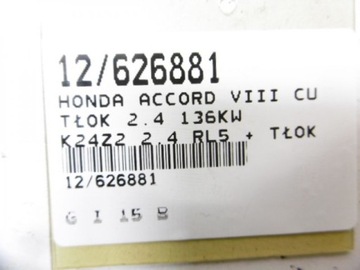 12/626881
HONDA ACCORD VIII CU
TŁOK 2.4 136KW
K24Z2 2.4 RL5 + TŁOK
12/626881
G I 15 B